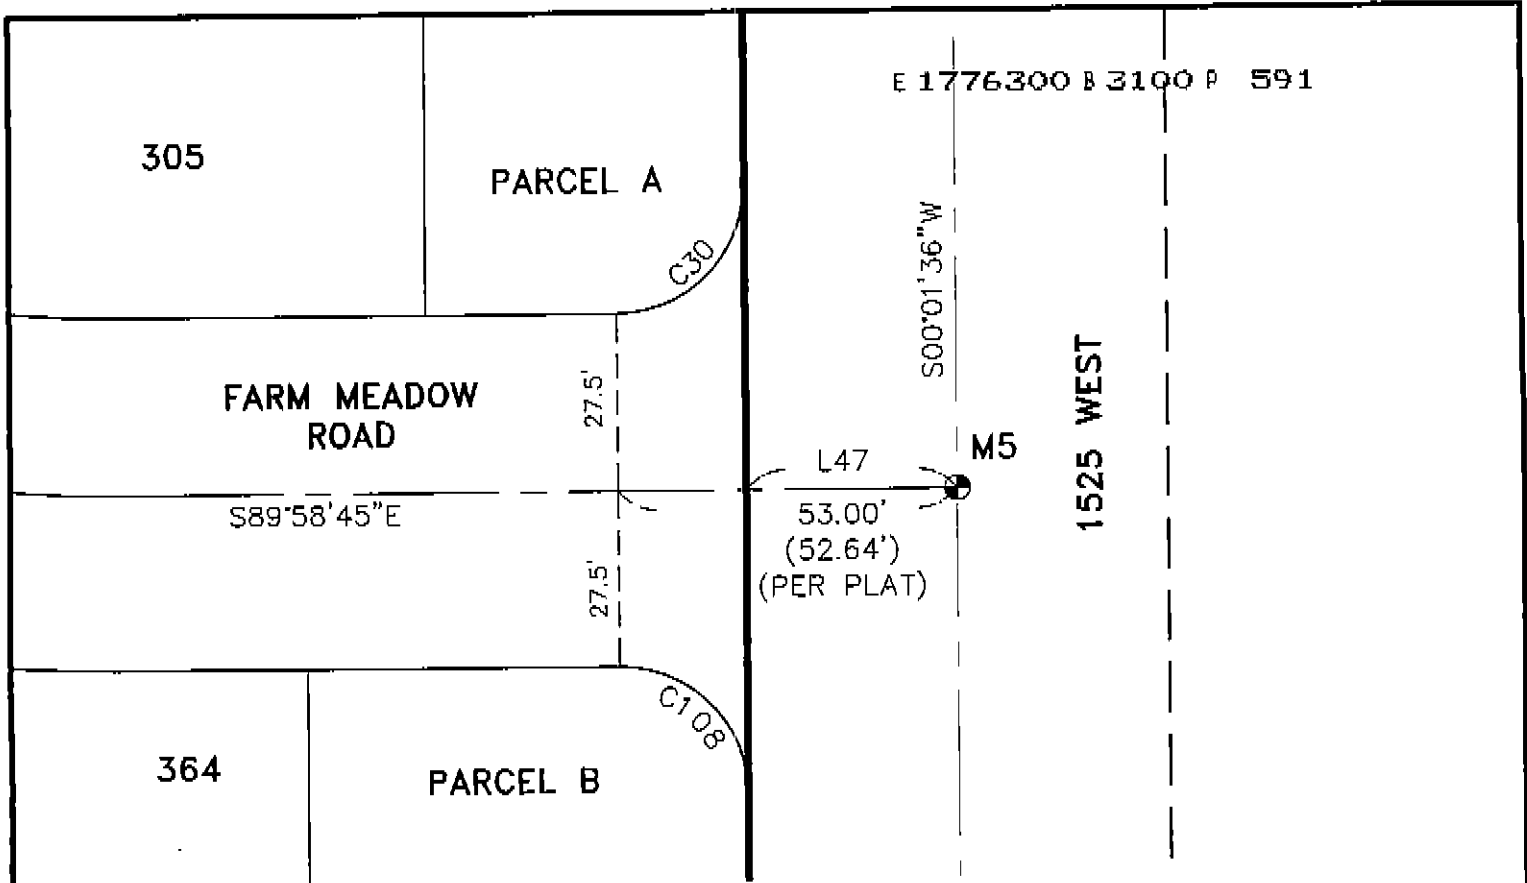 E 1776300 B 3100 P 591
305
PARCEL A
C30
S00°01'36"W
FARM MEADOW
ROAD
27.5'
1525 WEST
M5
L47
S89°58'45"E
53.00'
(52.64')
(PER PLAT)
27.5'
C108
364
PARCEL B